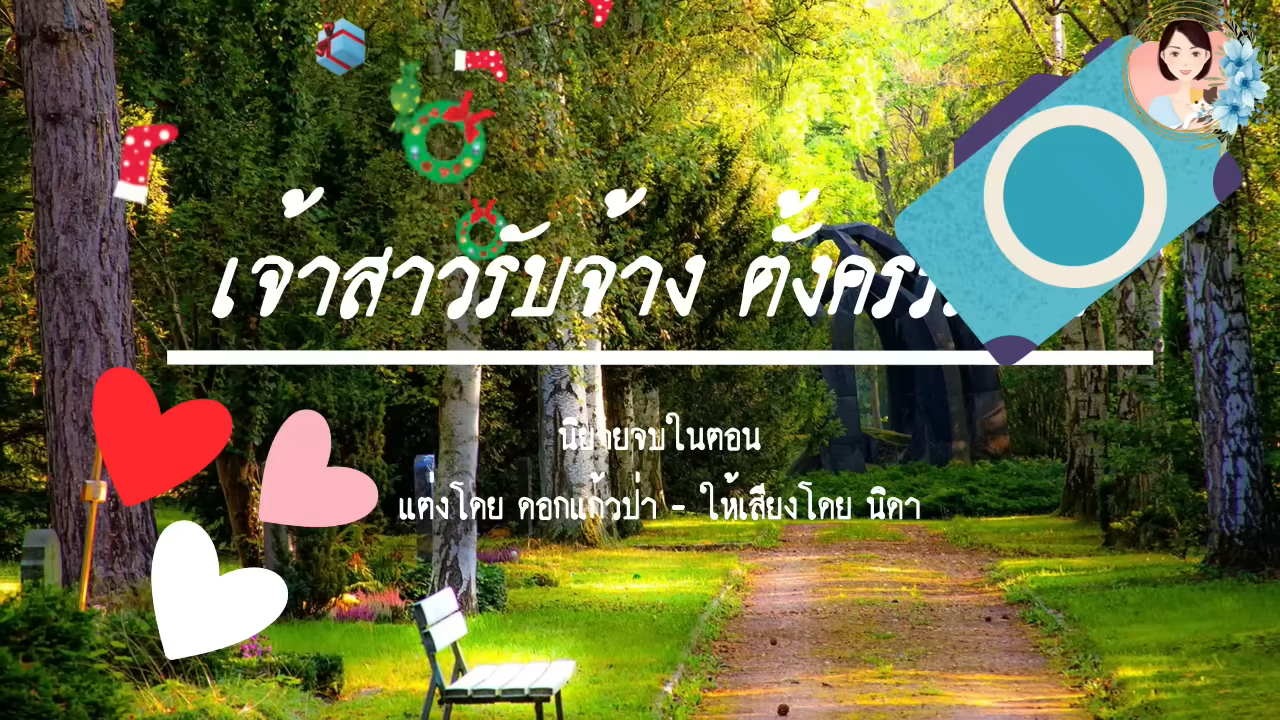 เจ้าสาวรับจ้าง
นิยายจบในตอน
แต่งโดย ดอกแก้วป่า - ให้เสียงโดย นิดา